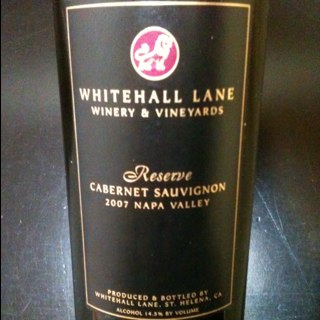 WHITEHALL LANE
WINERY & VINEYARDS
Reserve
CABERNET SAUVIGNON
2007 NAPA VALLEY
PRODUCED & BOTTLED BY
WHITEHALL LANE, ST. HELENA, CA
ALCOHOL 14.5% BY VOLUME